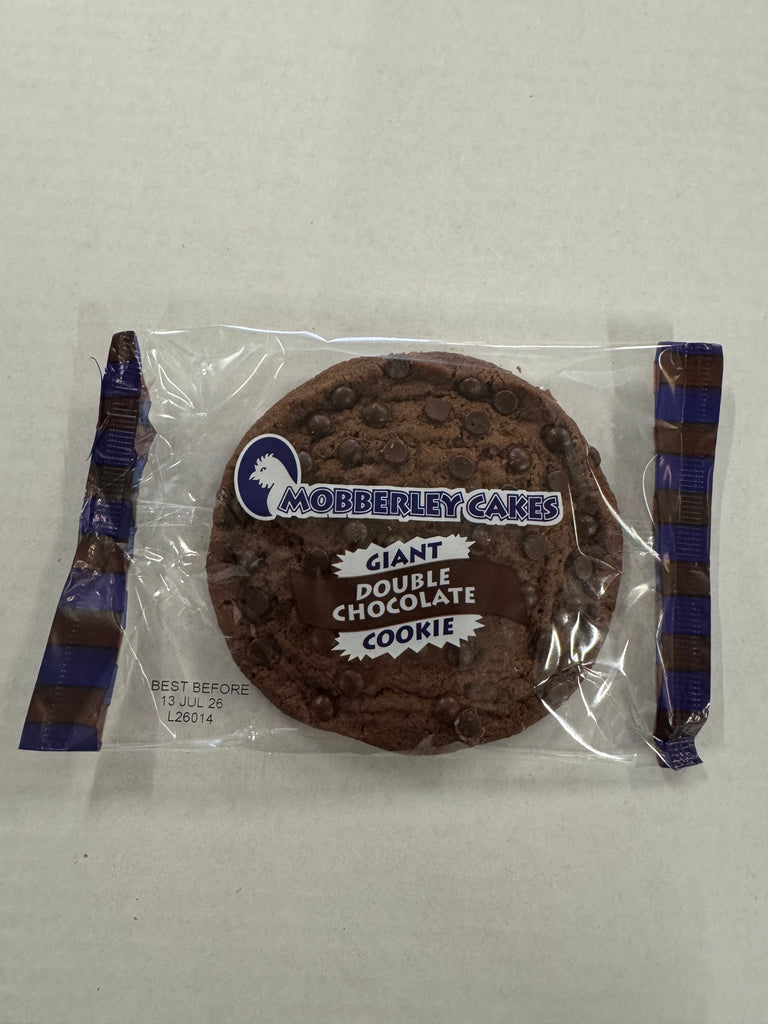 MOBBERLEY CAKES
GIANT
DOUBLE
CHOCOLATE
COOKIE
BEST BEFORE
13 JUL 26
L26014